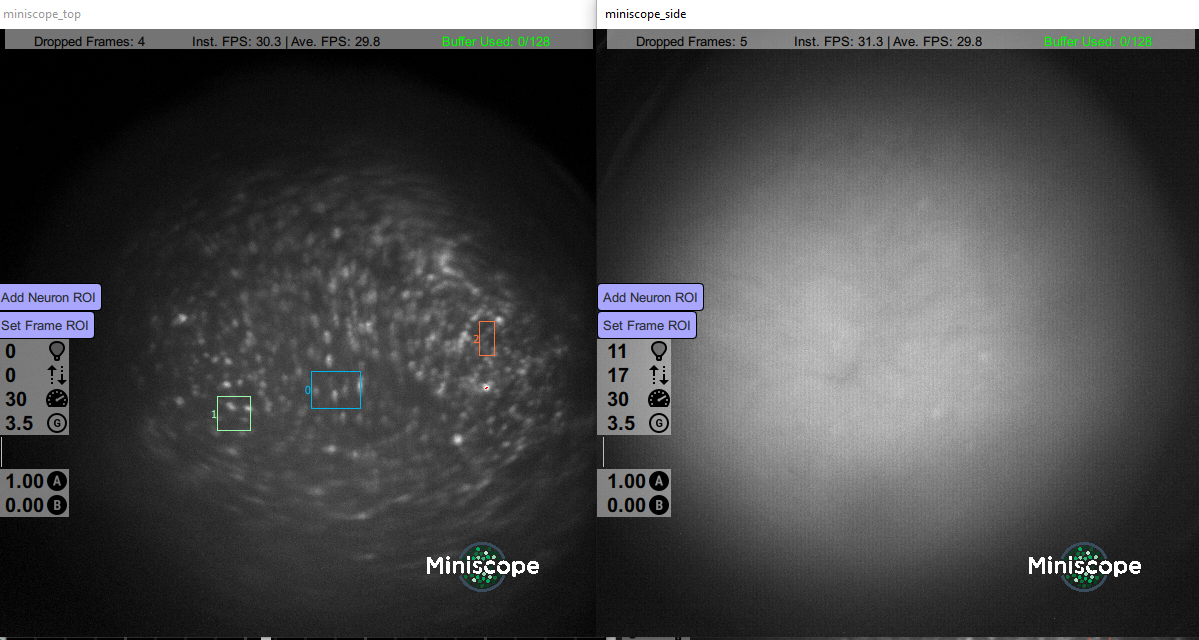 miniscope_top
Dropped Frames: 4 Inst. FPS: 30.3 | Ave. FPS: 29.8 Buffer Used: 0/128
Add Neuron ROI
Set Frame ROI
0
0
30
3.5 G
1.00 A
0.00 B
0
1
2
Miniscope
miniscope_side
Dropped Frames: 5 Inst. FPS: 31.3 | Ave. FPS: 29.8 Buffer Used: 0/128
Add Neuron ROI
Set Frame ROI
11
17
30
3.5 G
1.00 A
0.00 B
Miniscope